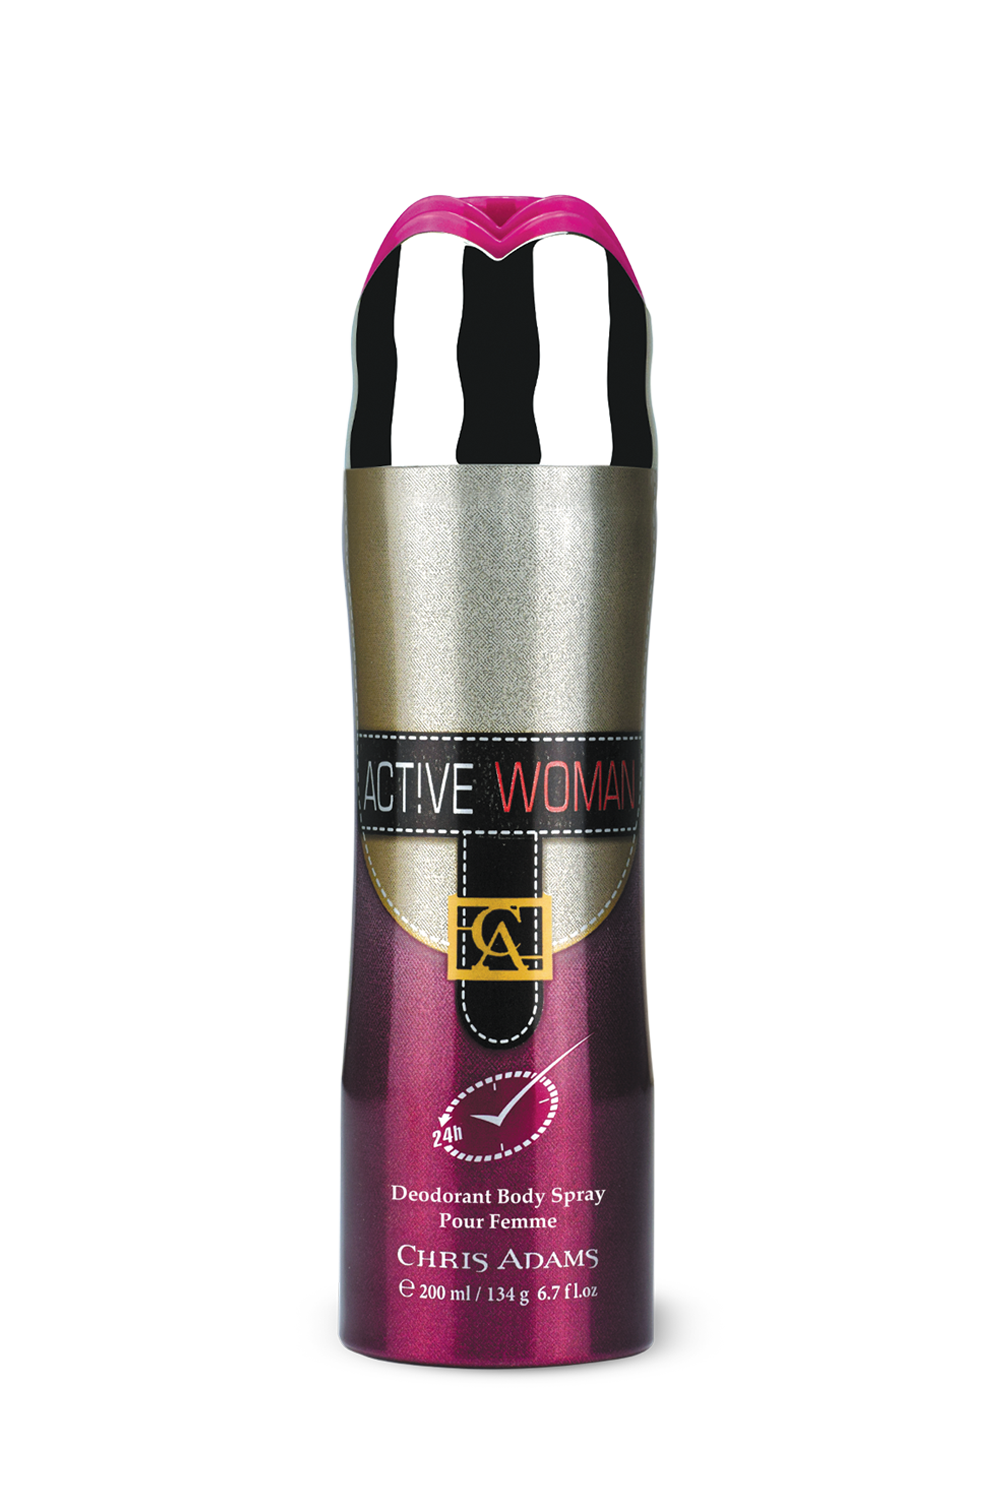 ACT!VE WOMAN
CA
24h
Deodorant Body Spray
Pour Femme
CHRIS ADAMS
℮ 200 ml / 134 g 6.7 fl.oz